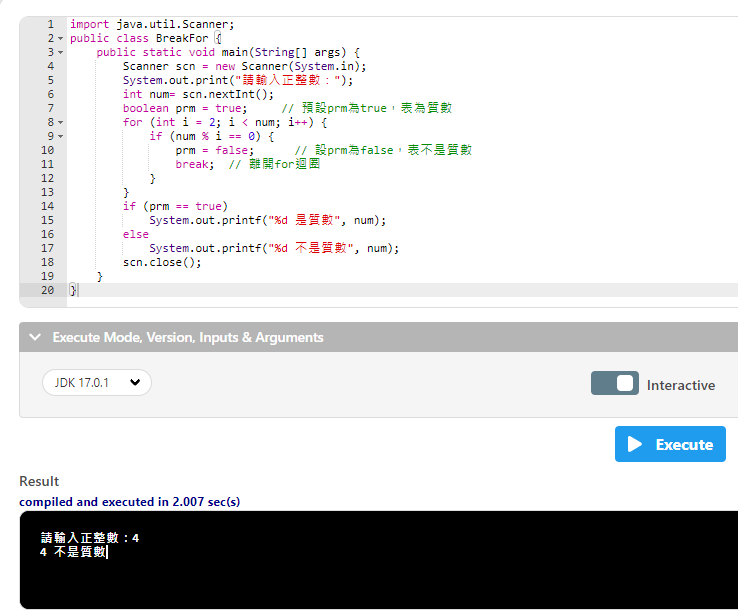 1 import java.util.Scanner;
2 public class BreakFor {
3 public static void main(String[] args) {
4 Scanner scn = new Scanner(System.in);
5 System.out.print("請輸入正整數：");
6 int num= scn.nextInt();
7 boolean prm = true; // 預設prm為true，表為質數
8 for (int i = 2; i < num; i++) {
9 if (num % i == 0) {
10 prm = false; // 設prm為false，表不是質數
11 break; // 離開for迴圈
12 }
13 }
14 if (prm == true)
15 System.out.printf("%d 是質數", num);
16 else
17 System.out.printf("%d 不是質數", num);
18 scn.close();
19 }
20 }
Execute Mode, Version, Inputs & Arguments
JDK 17.0.1
Interactive
Execute
Result
compiled and executed in 2.007 sec(s)
請輸入正整數：4
4 不是質數